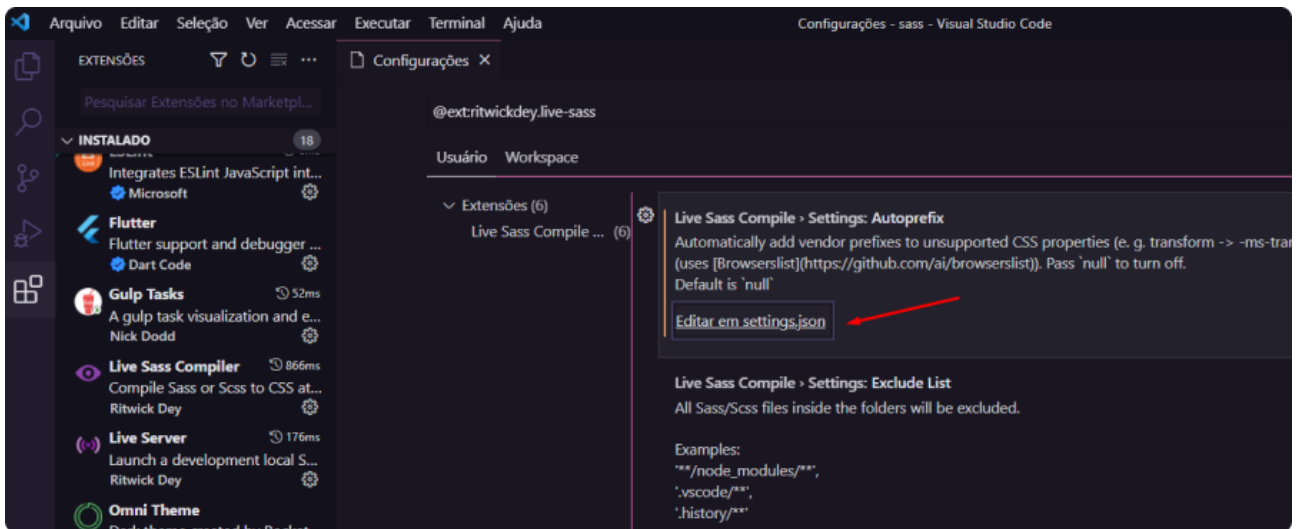 Arquivo Editar Seleção Ver Acessar Executar Terminal Ajuda Configurações - sass - Visual Studio Code
EXTENSÕES
Pesquisar Extensões no Marketpl...
INSTALADO 18
Integrates ESLint JavaScript int...
Microsoft
Flutter
Flutter support and debugger ...
Dart Code
Gulp Tasks 52ms
A gulp task visualization and e...
Nick Dodd
Live Sass Compiler 866ms
Compile Sass or Scss to CSS at...
Ritwick Dey
Live Server 176ms
Launch a development local S...
Ritwick Dey
Omni Theme
Configurações
@ext:ritwickdey.live-sass
Usuário Workspace
Extensões (6)
Live Sass Compile ... (6)
Live Sass Compile › Settings: Autoprefix
Automatically add vendor prefixes to unsupported CSS properties (e. g. transform -> -ms-tran
(uses [Browserslist](https://github.com/ai/browserslist)). Pass `null` to turn off.
Default is `null`
Editar em settings.json
Live Sass Compile › Settings: Exclude List
All Sass/Scss files inside the folders will be excluded.
Examples:
'**/node_modules/**',
'.vscode/**',
'.history/**'